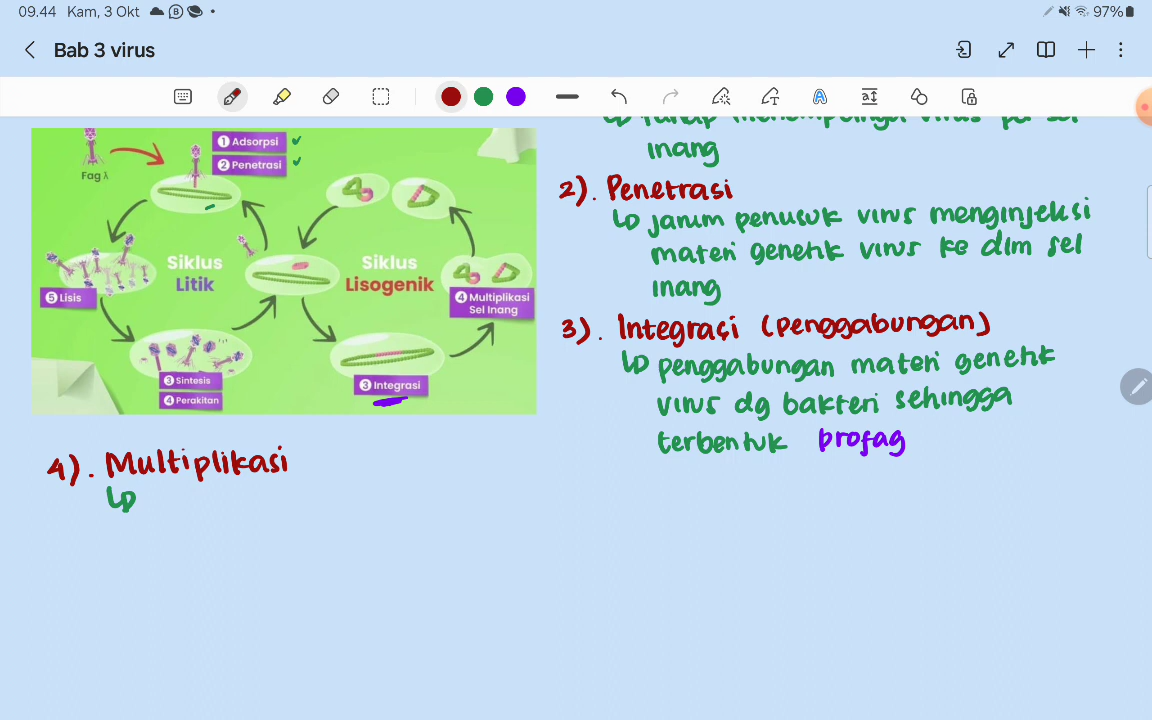 09.44 Kam, 3 Okt
97%
Bab 3 virus
Fag λ
1 Adsorpsi
2 Penetrasi
Siklus
Litik
Siklus
Lisogenik
5 Lisis
4 Multiplikasi
Sel Inang
3 Sintesis
4 Perakitan
3 Integrasi
4). Multiplikasi
inang
2). Penetrasi
↳ jarum penusuk virus menginjeksi
materi genetik virus ke dlm sel
inang
3). Integrasi (penggabungan)
↳ penggabungan materi genetik
virus dg bakteri sehingga
terbentuk profag